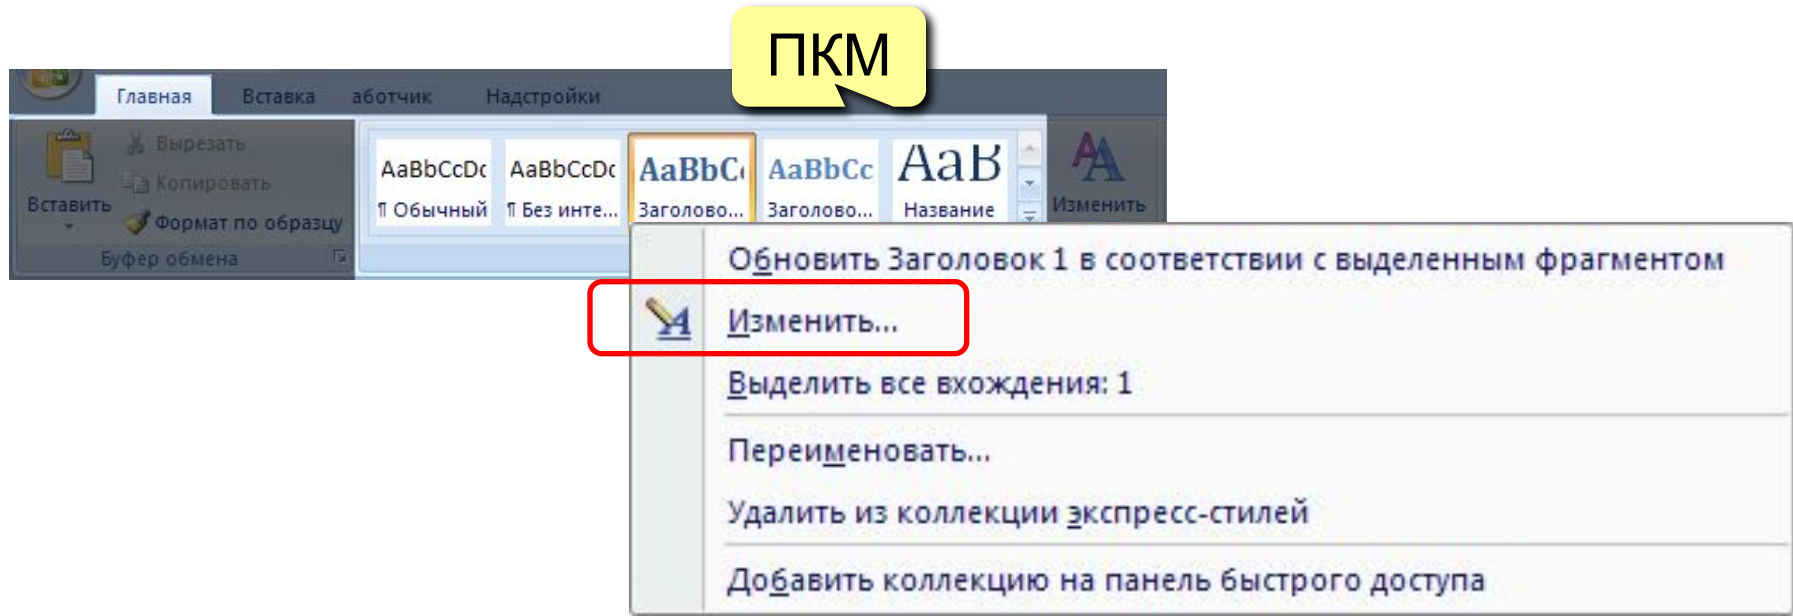 ПКМ
Главная Вставка аботчик Надстройки
Вырезать
Копировать
Вставить
Формат по образцу
Буфер обмена
AaBbCcDc AaBbCcDc AaBbC AaBbCc АаВ
¶ Обычный ¶ Без инте... Заголово... Заголово... Название
Изменить
Обновить Заголовок 1 в соответствии с выделенным фрагментом
Изменить...
Выделить все вхождения: 1
Переименовать...
Удалить из коллекции экспресс-стилей
Добавить коллекцию на панель быстрого доступа